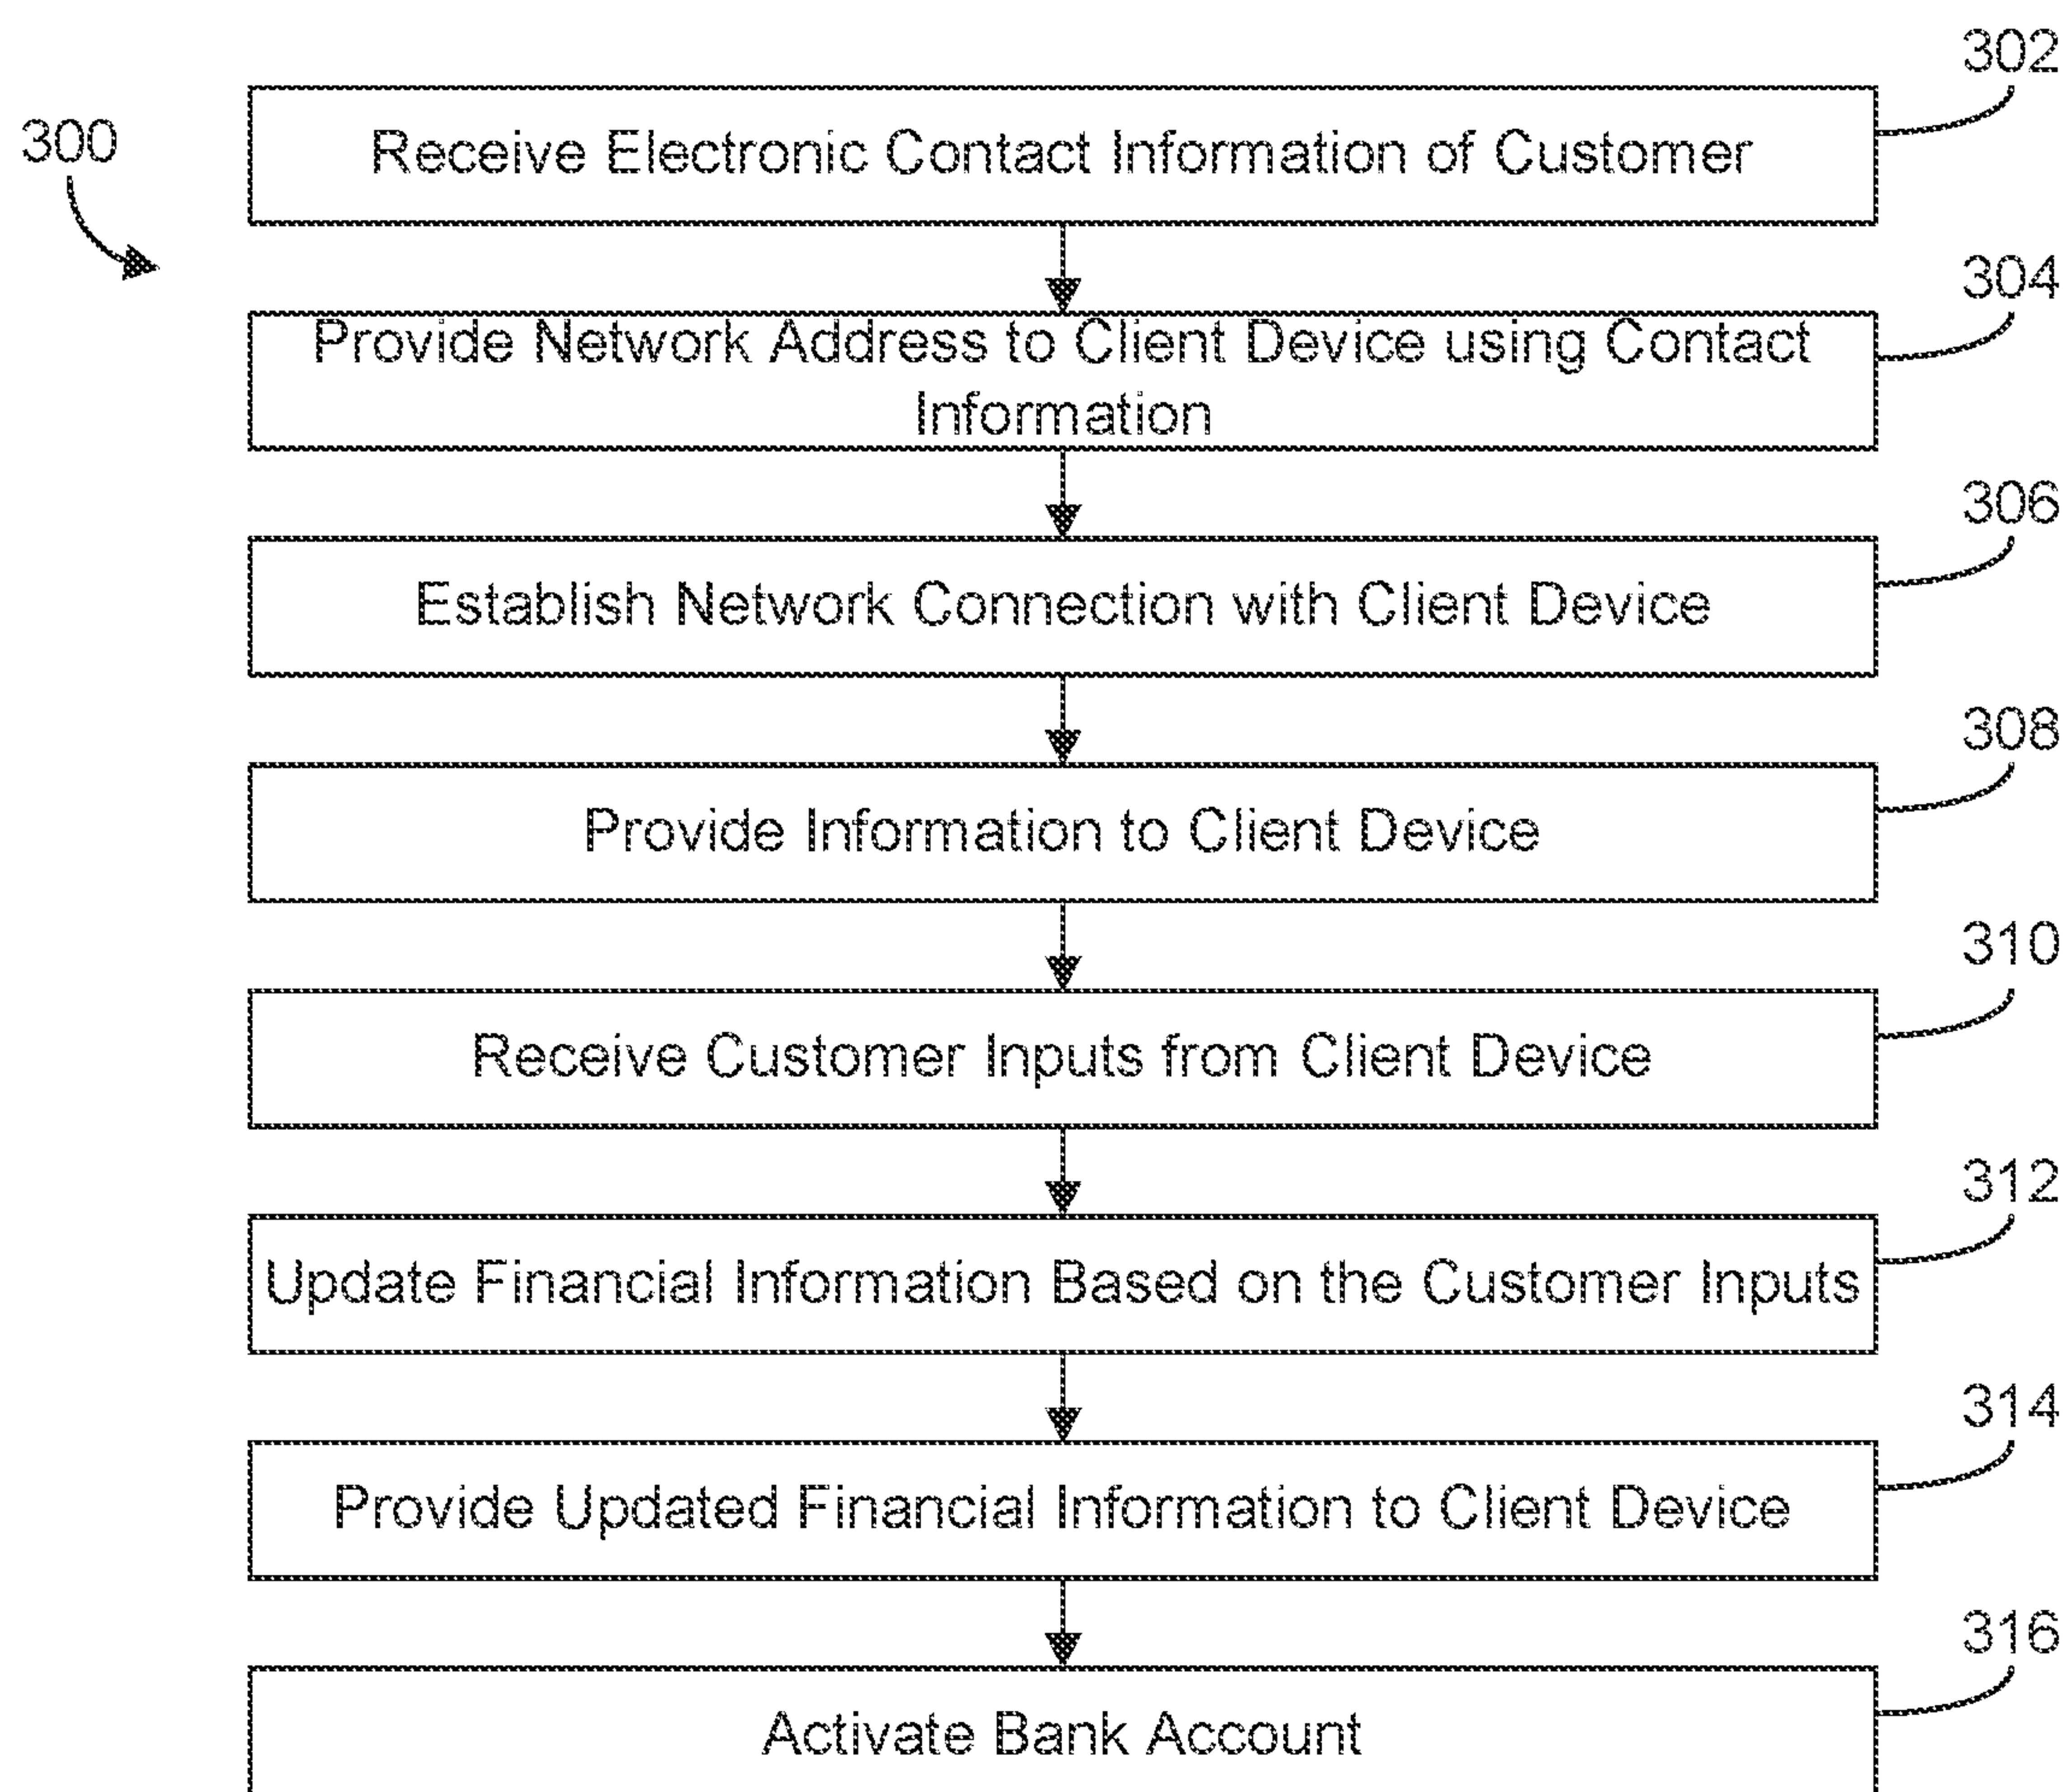 302
300
Receive Electronic Contact Information of Customer
304
Provide Network Address to Client Device using Contact
Information
306
Establish Network Connection with Client Device
308
Provide Information to Client Device
310
Receive Customer Inputs from Client Device
312
Update Financial Information Based on the Customer Inputs
314
Provide Updated Financial Information to Client Device
316
Activate Bank Account